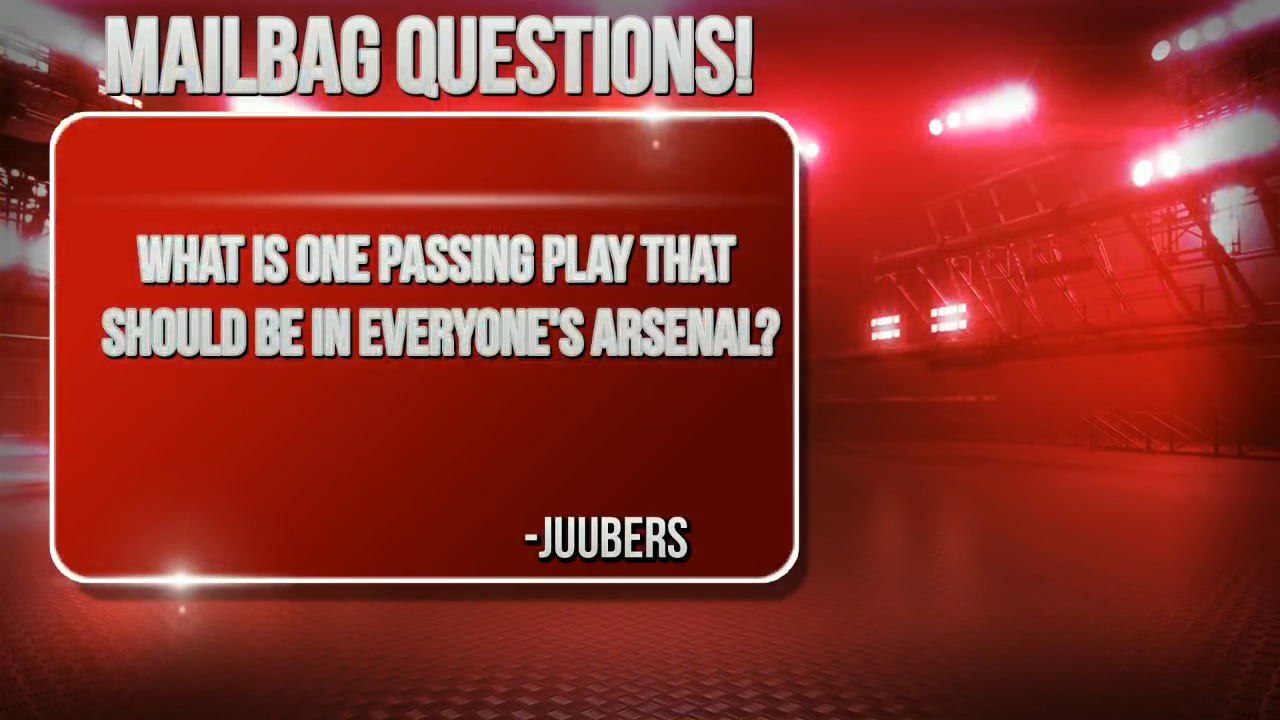 MAILBAG QUESTIONS!
WHAT IS ONE PASSING PLAY THAT
SHOULD BE IN EVERYONE'S ARSENAL?
-JUUBERS